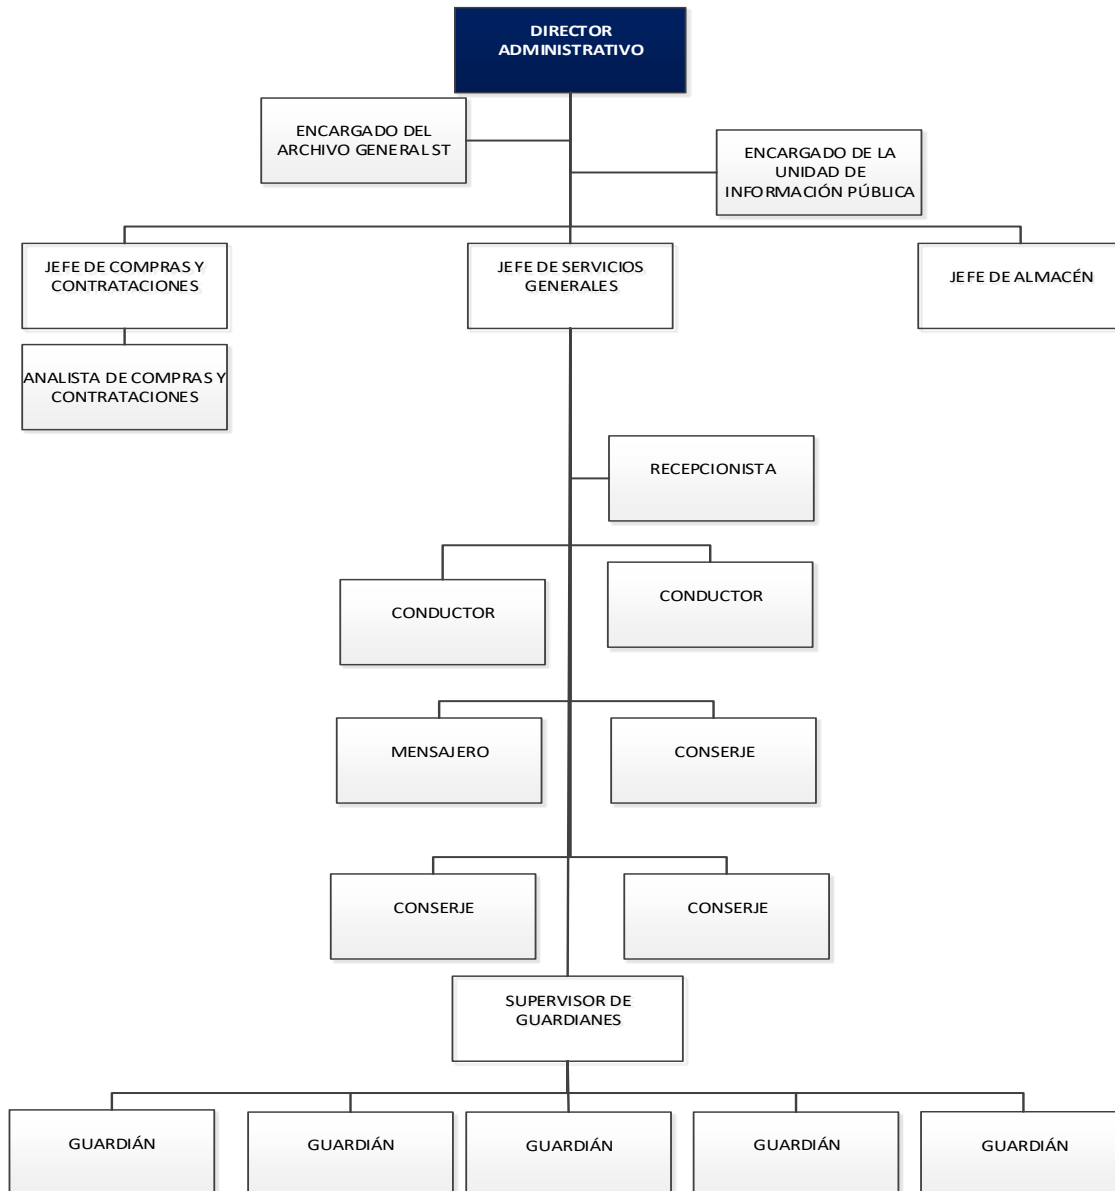 DIRECTOR
ADMINISTRATIVO
ENCARGADO DEL
ARCHIVO GENERAL ST
ENCARGADO DE LA
UNIDAD DE
INFORMACIÓN PÚBLICA
JEFE DE COMPRAS Y
CONTRATACIONES
JEFE DE SERVICIOS
GENERALES
JEFE DE ALMACÉN
ANALISTA DE COMPRAS Y
CONTRATACIONES
RECEPCIONISTA
CONDUCTOR
CONDUCTOR
MENSAJERO
CONSERJE
CONSERJE
CONSERJE
SUPERVISOR DE
GUARDIANES
GUARDIÁN
GUARDIÁN
GUARDIÁN
GUARDIÁN
GUARDIÁN